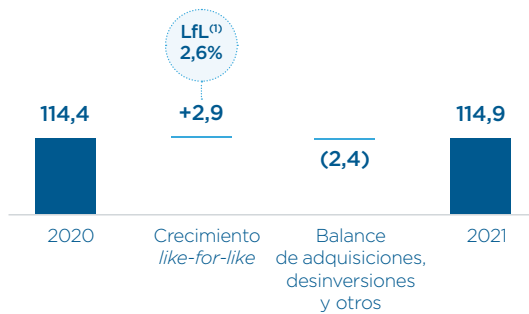 LfL(1)
2,6%
114,4
+2,9
(2,4)
114,9
2020
Crecimiento
like-for-like
Balance
de adquisiciones,
desinversiones
y otros
2021